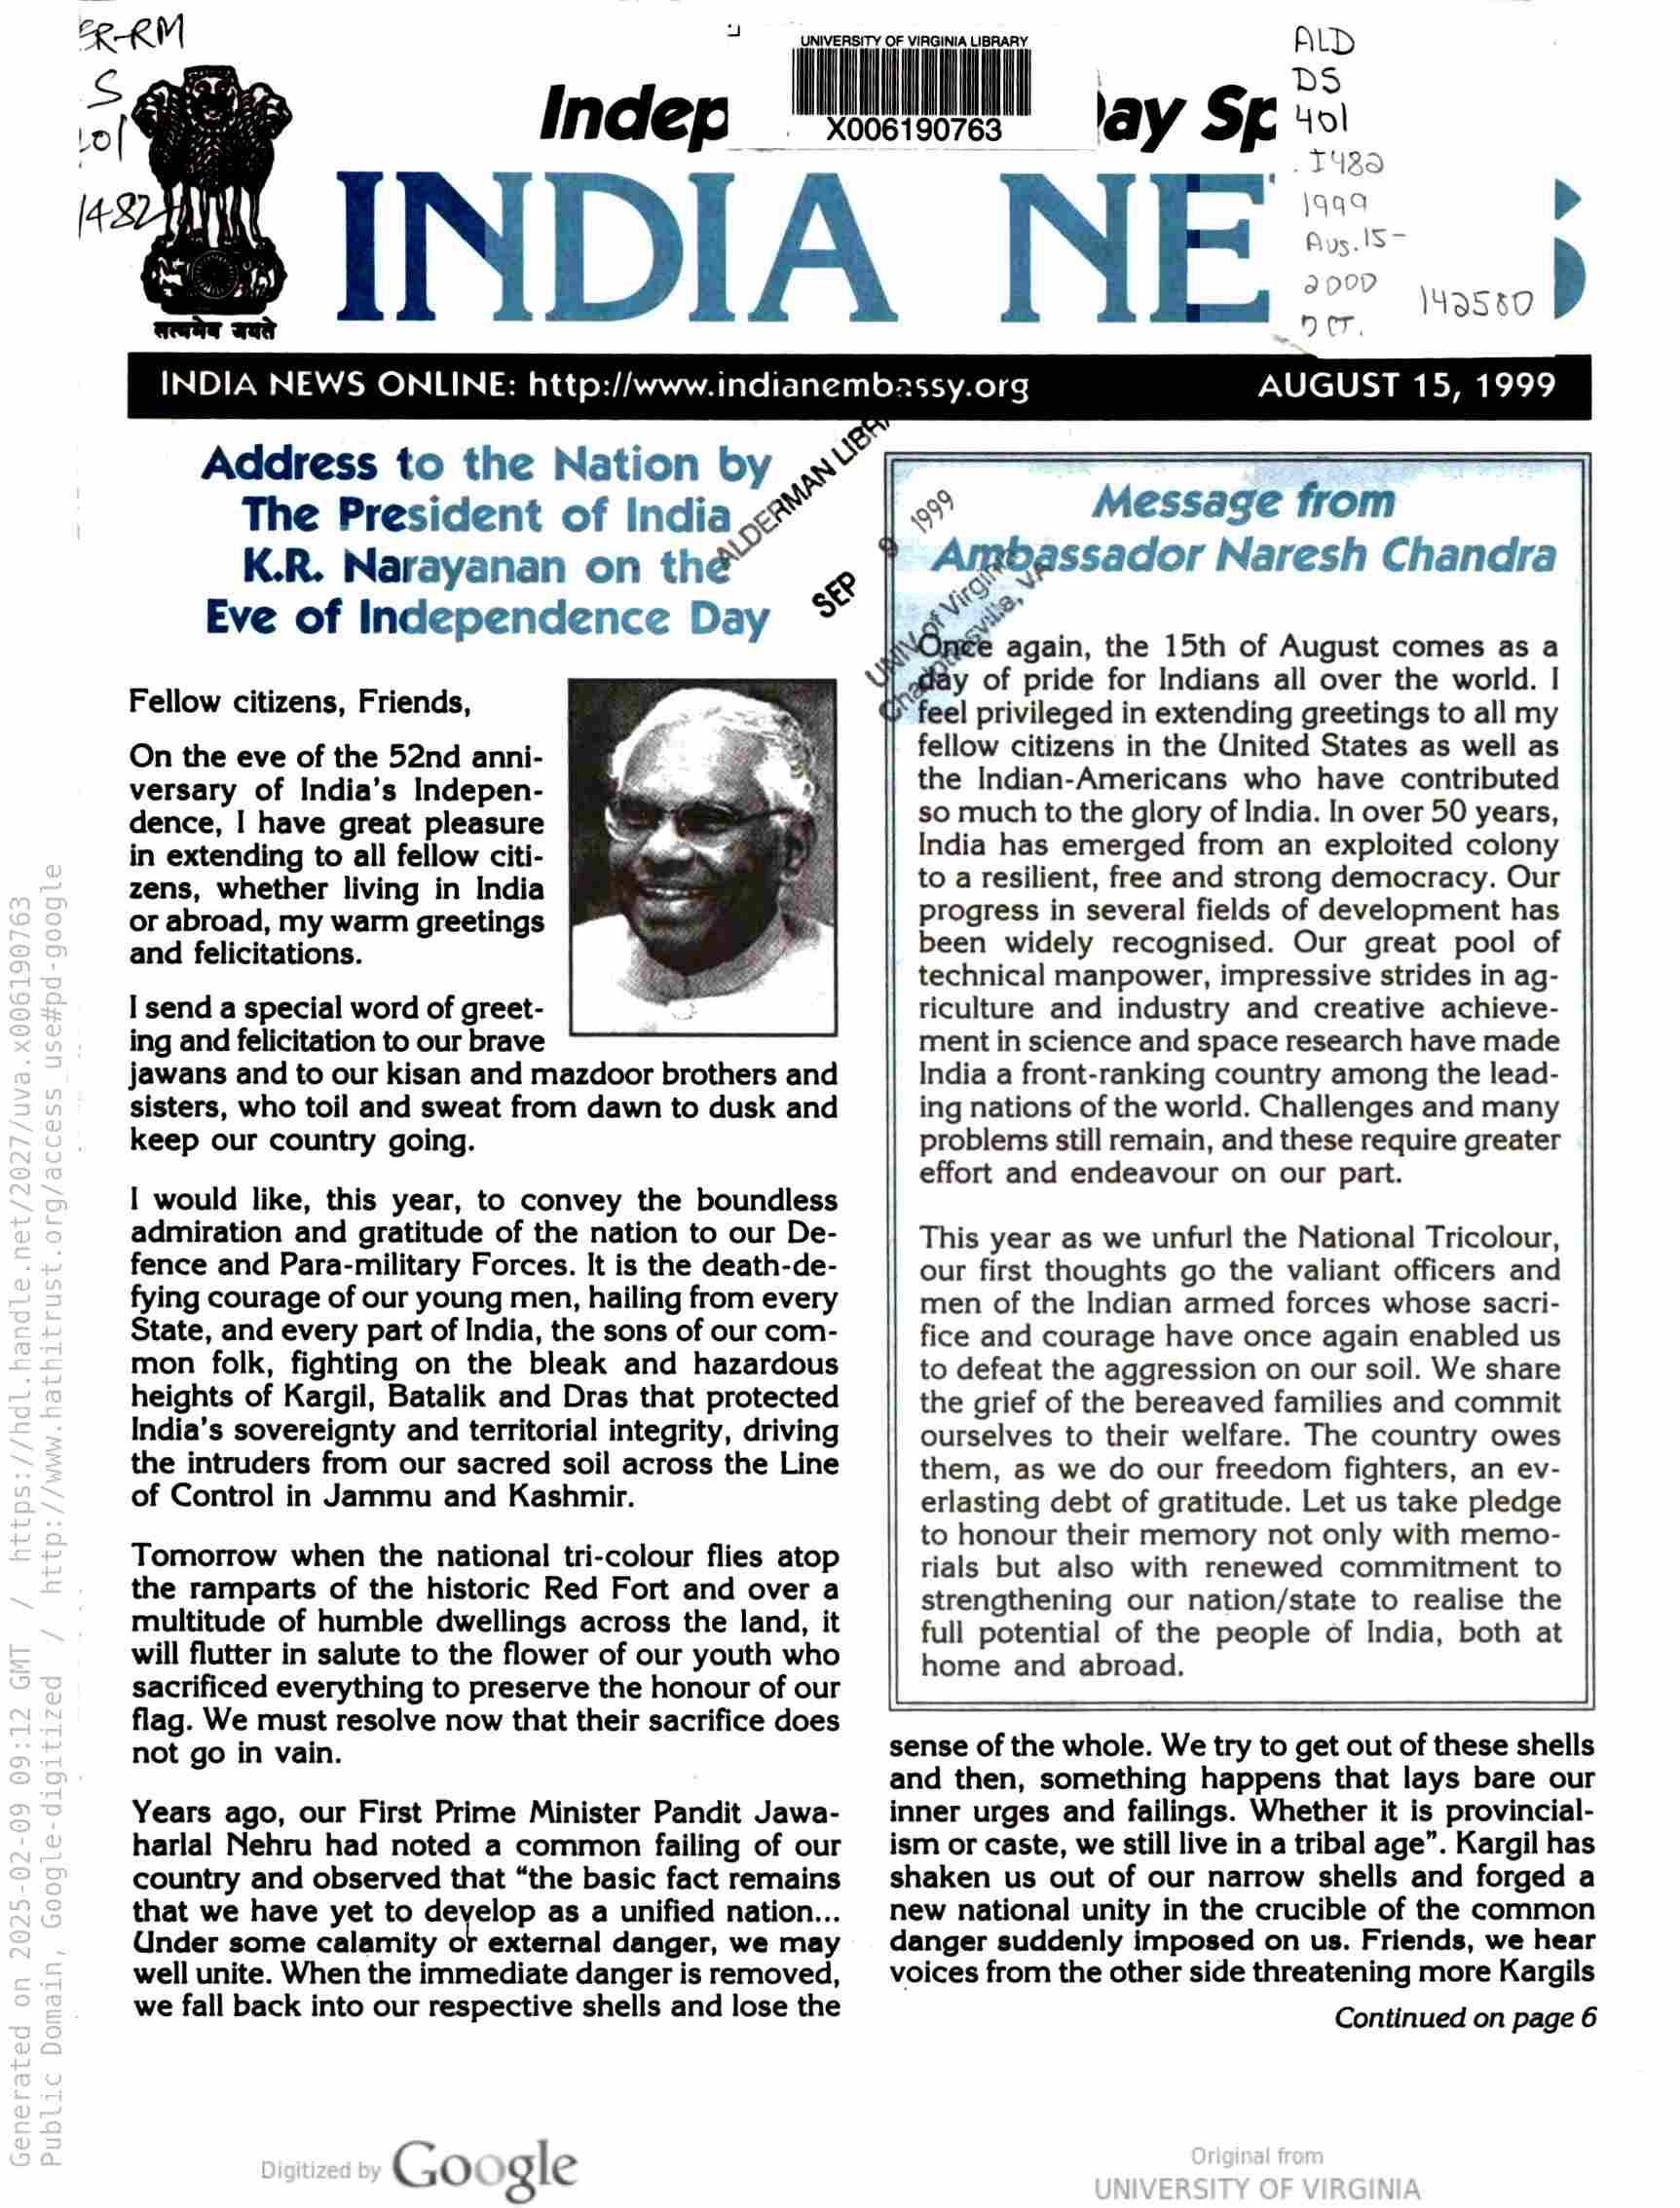 ER-RM
S
1482
ALD
DS
401
.I482
1999
Aug.15-
2000
OCT.
142580
UNIVERSITY OF VIRGINIA LIBRARY
X006190763
Indep
ay Sp
INDIA NE
सत्यमेव जयते
INDIA NEWS ONLINE: http://www.indianembassy.org
AUGUST 15, 1999
Address to the Nation by
The President of India
K.R. Narayanan on the
Eve of Independence Day
ALDERMAN LIBR
SEP 9 1999
UNIV of Virginia
Charlottesville, VA
Fellow citizens, Friends,
On the eve of the 52nd anni-
versary of India's Indepen-
dence, I have great pleasure
in extending to all fellow citi-
zens, whether living in India
or abroad, my warm greetings
and felicitations.
I send a special word of greet-
ing and felicitation to our brave
jawans and to our kisan and mazdoor brothers and
sisters, who toil and sweat from dawn to dusk and
keep our country going.
I would like, this year, to convey the boundless
admiration and gratitude of the nation to our De-
fence and Para-military Forces. It is the death-de-
fying courage of our young men, hailing from every
State, and every part of India, the sons of our com-
mon folk, fighting on the bleak and hazardous
heights of Kargil, Batalik and Dras that protected
India's sovereignty and territorial integrity, driving
the intruders from our sacred soil across the Line
of Control in Jammu and Kashmir.
Tomorrow when the national tri-colour flies atop
the ramparts of the historic Red Fort and over a
multitude of humble dwellings across the land, it
will flutter in salute to the flower of our youth who
sacrificed everything to preserve the honour of our
flag. We must resolve now that their sacrifice does
not go in vain.
Years ago, our First Prime Minister Pandit Jawa-
harlal Nehru had noted a common failing of our
country and observed that "the basic fact remains
that we have yet to develop as a unified nation...
Under some calamity or external danger, we may
well unite. When the immediate danger is removed,
we fall back into our respective shells and lose the
Message from
Ambassador Naresh Chandra
Once again, the 15th of August comes as a
day of pride for Indians all over the world. I
feel privileged in extending greetings to all my
fellow citizens in the United States as well as
the Indian-Americans who have contributed
so much to the glory of India. In over 50 years,
India has emerged from an exploited colony
to a resilient, free and strong democracy. Our
progress in several fields of development has
been widely recognised. Our great pool of
technical manpower, impressive strides in ag-
riculture and industry and creative achieve-
ment in science and space research have made
India a front-ranking country among the lead-
ing nations of the world. Challenges and many
problems still remain, and these require greater
effort and endeavour on our part.
This year as we unfurl the National Tricolour,
our first thoughts go the valiant officers and
men of the Indian armed forces whose sacri-
fice and courage have once again enabled us
to defeat the aggression on our soil. We share
the grief of the bereaved families and commit
ourselves to their welfare. The country owes
them, as we do our freedom fighters, an ev-
erlasting debt of gratitude. Let us take pledge
to honour their memory not only with memo-
rials but also with renewed commitment to
strengthening our nation/state to realise the
full potential of the people of India, both at
home and abroad.
sense of the whole. We try to get out of these shells
and then, something happens that lays bare our
inner urges and failings. Whether it is provincial-
ism or caste, we still live in a tribal age". Kargil has
shaken us out of our narrow shells and forged a
new national unity in the crucible of the common
danger suddenly imposed on us. Friends, we hear
voices from the other side threatening more Kargils
Continued on page 6
Generated on 2025-02-09 09:12 GMT / https://hdl.handle.net/2027/uva.x006190763
Public Domain, Google-digitized / http://www.hathitrust.org/access_use#pd-google
Digitized by Google
Original from
UNIVERSITY OF VIRGINIA